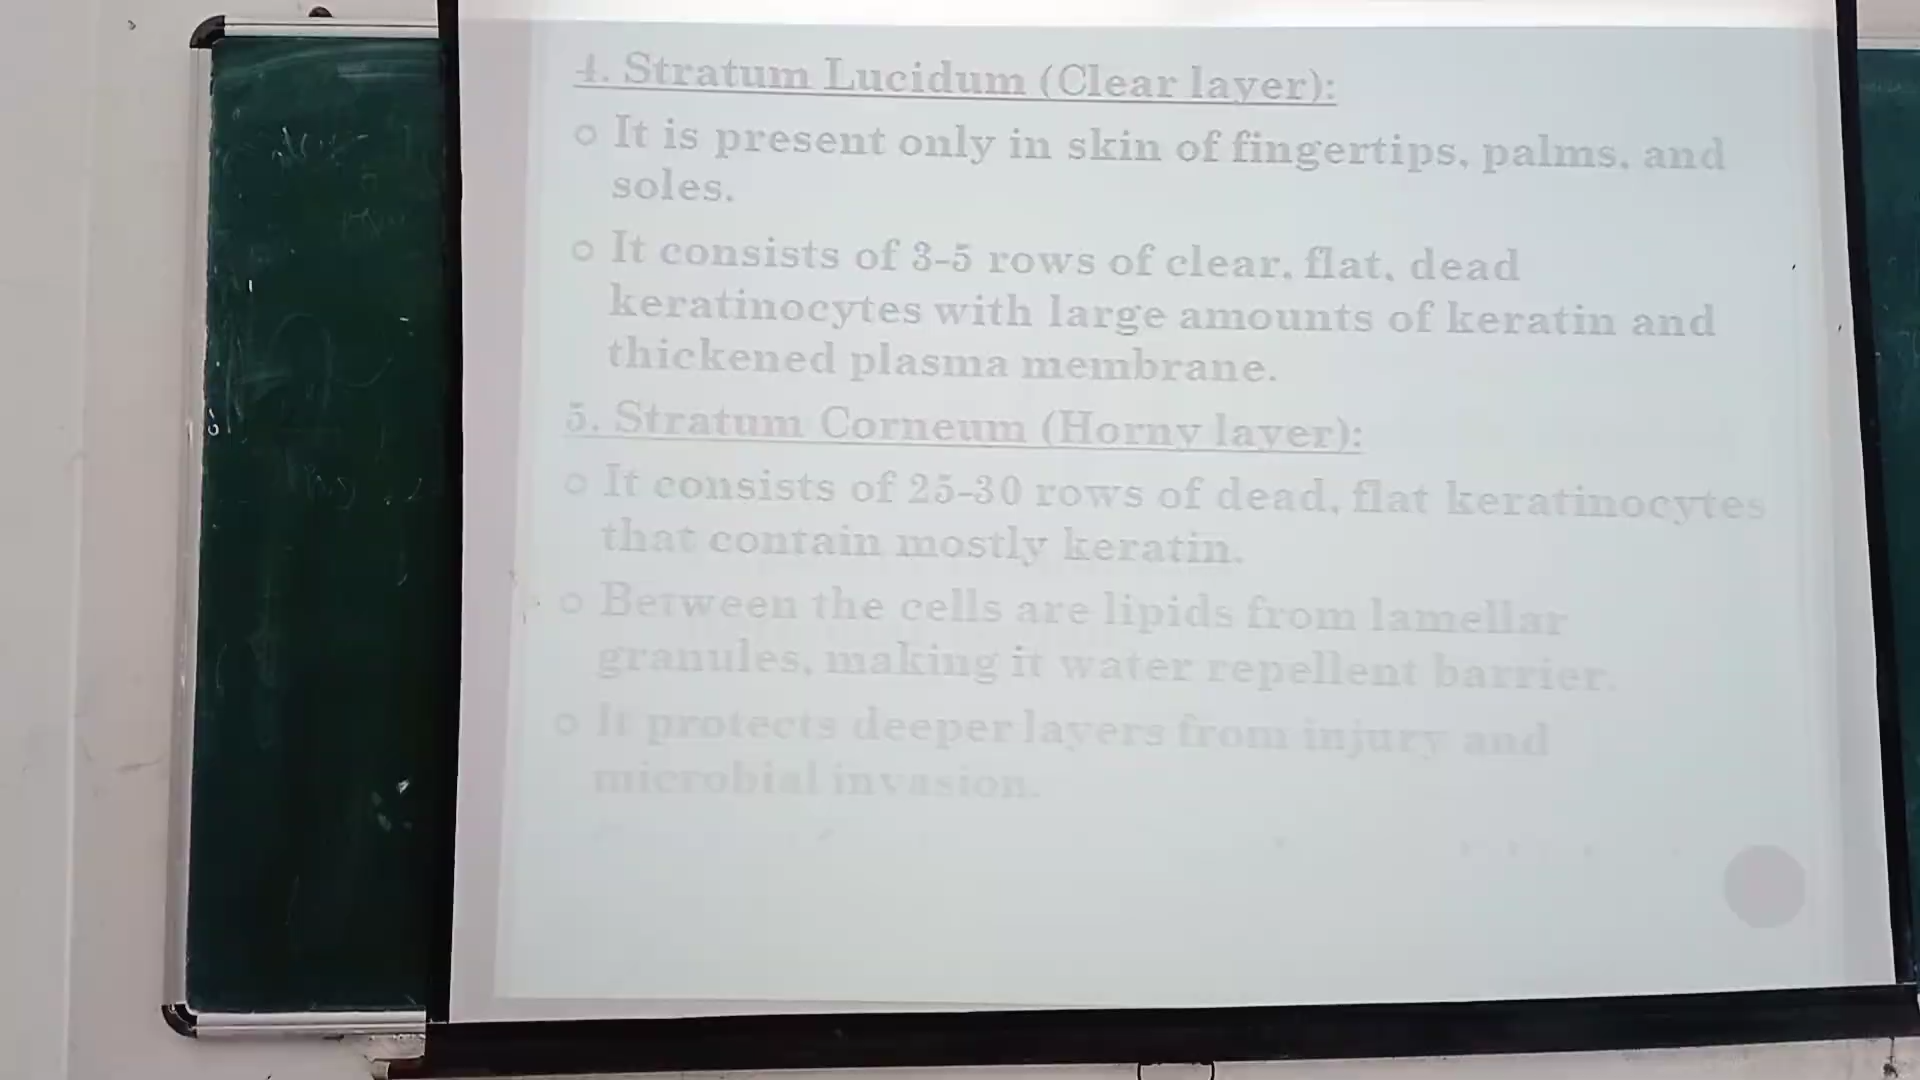 4. Stratum Lucidum (Clear layer):
It is present only in skin of fingertips, palms, and
soles.
It consists of 3-5 rows of clear, flat, dead
keratinocytes with large amounts of keratin and
thickened plasma membrane.
5. Stratum Corneum (Horny layer):
It consists of 25-30 rows of dead, flat keratinocytes
that contain mostly keratin.
Between the cells are lipids from lamellar
granules, making it water repellent barrier.
It protects deeper layers from injury and
microbial invasion.